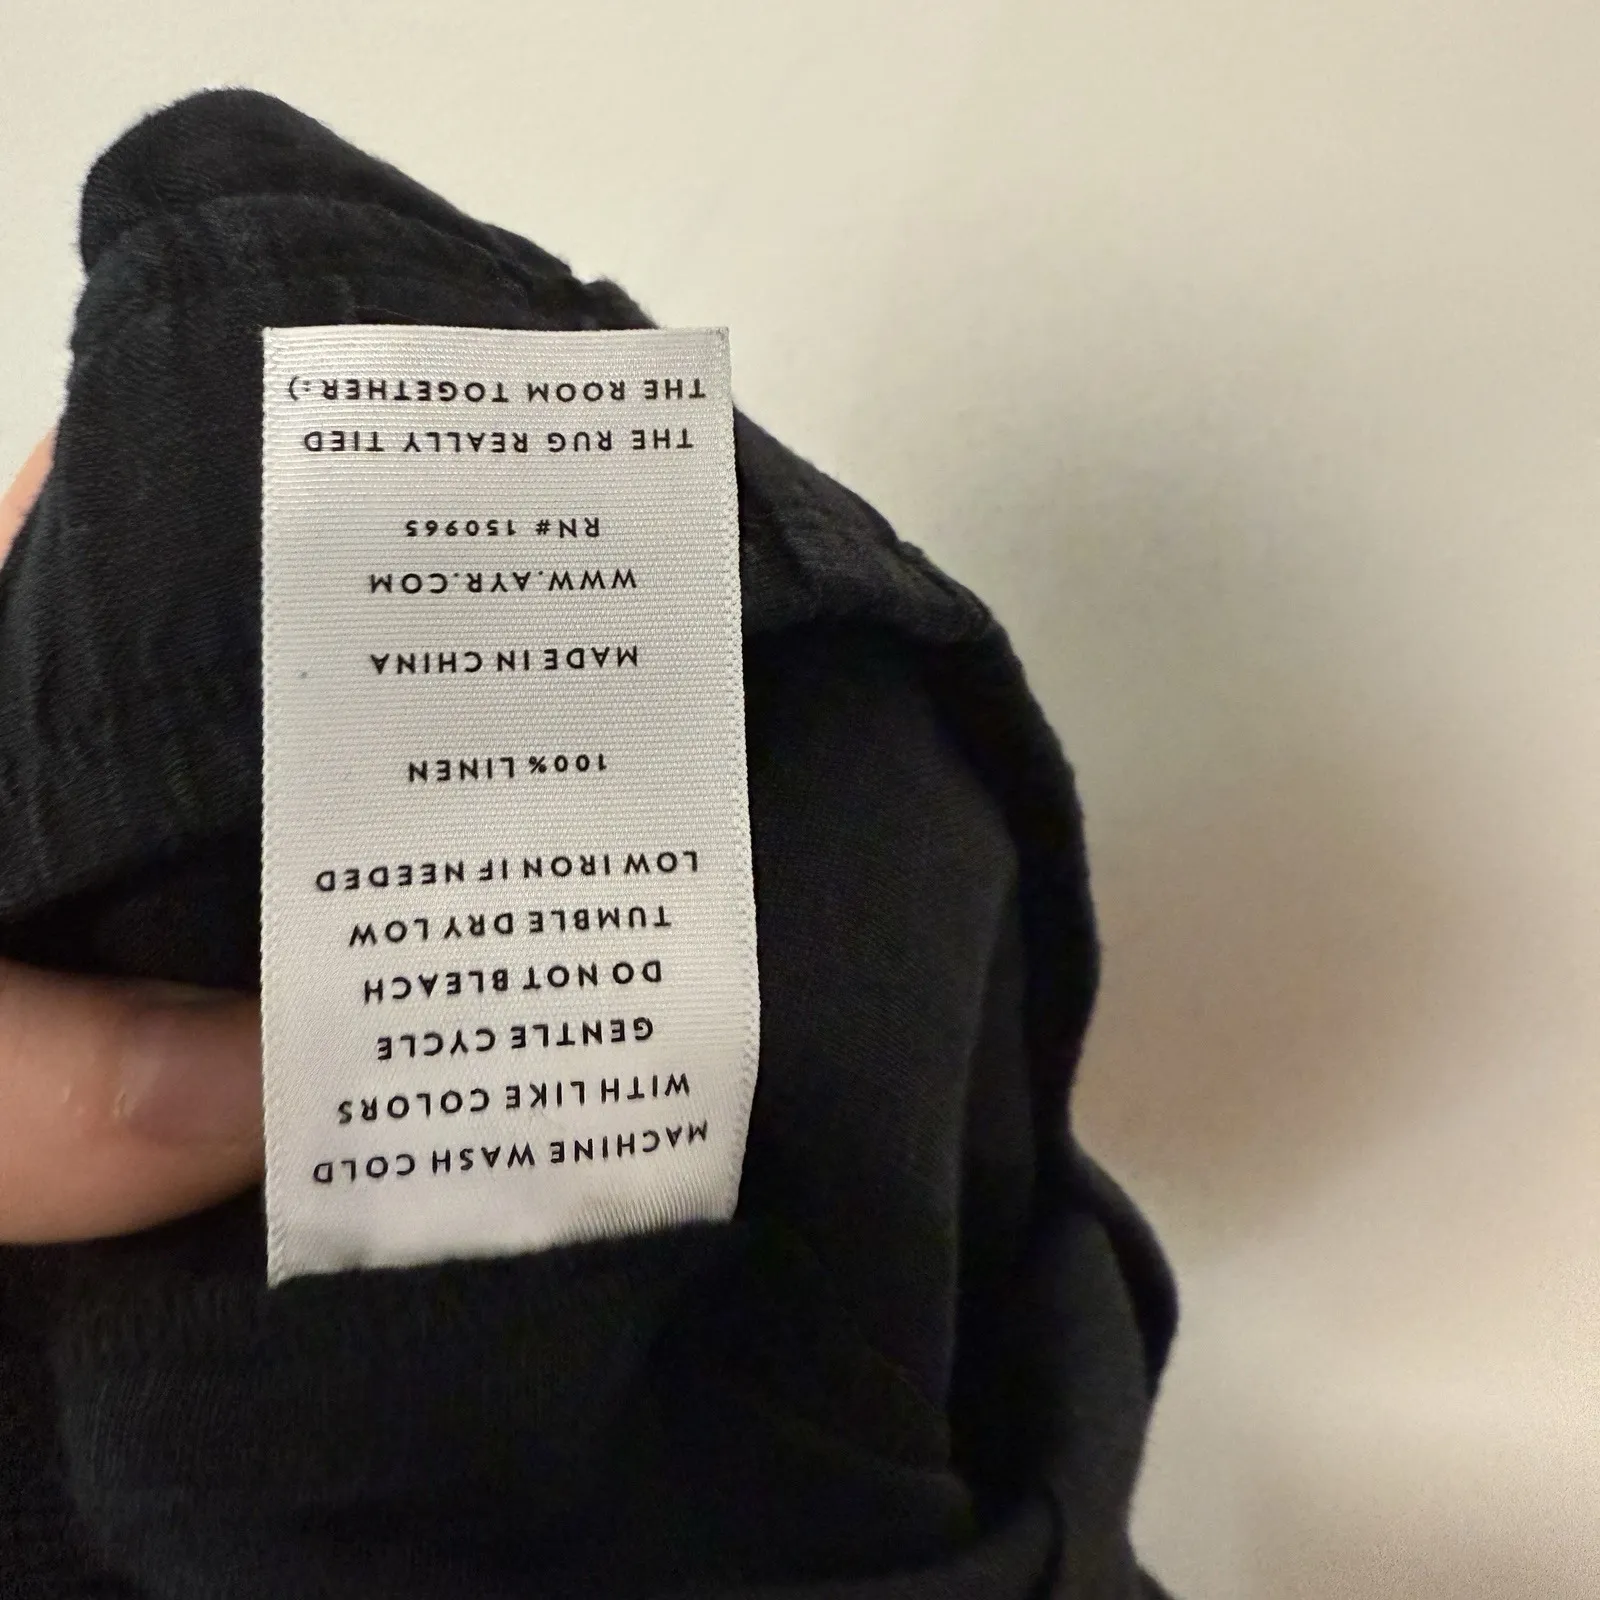 MACHINE WASH COLD
WITH LIKE COLORS
GENTLE CYCLE
DO NOT BLEACH
TUMBLE DRY LOW
LOW IRON IF NEEDED
100% LINEN
MADE IN CHINA
WWW.AYR.COM
RN# 150965
THE RUG REALLY TIED
THE ROOM TOGETHER:)